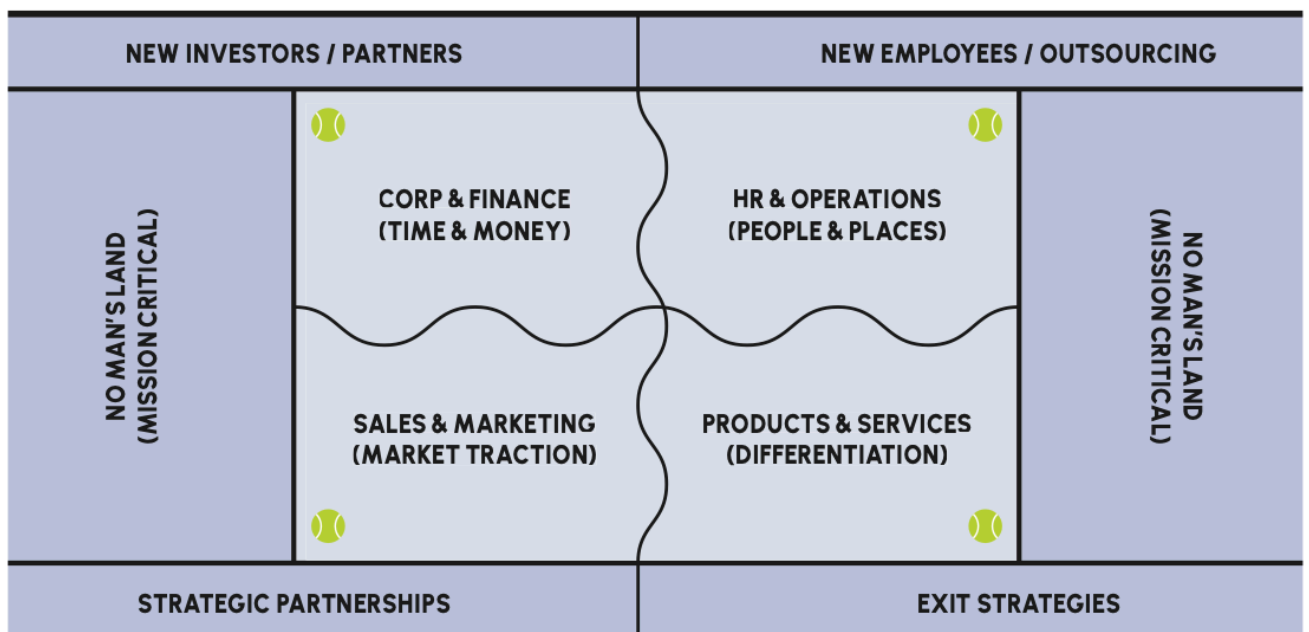 NEW INVESTORS / PARTNERS
NEW EMPLOYEES / OUTSOURCING
NO MAN'S LAND
(MISSION CRITICAL)
CORP & FINANCE
(TIME & MONEY)
HR & OPERATIONS
(PEOPLE & PLACES)
SALES & MARKETING
(MARKET TRACTION)
PRODUCTS & SERVICES
(DIFFERENTIATION)
NO MAN'S LAND
(MISSION CRITICAL)
STRATEGIC PARTNERSHIPS
EXIT STRATEGIES